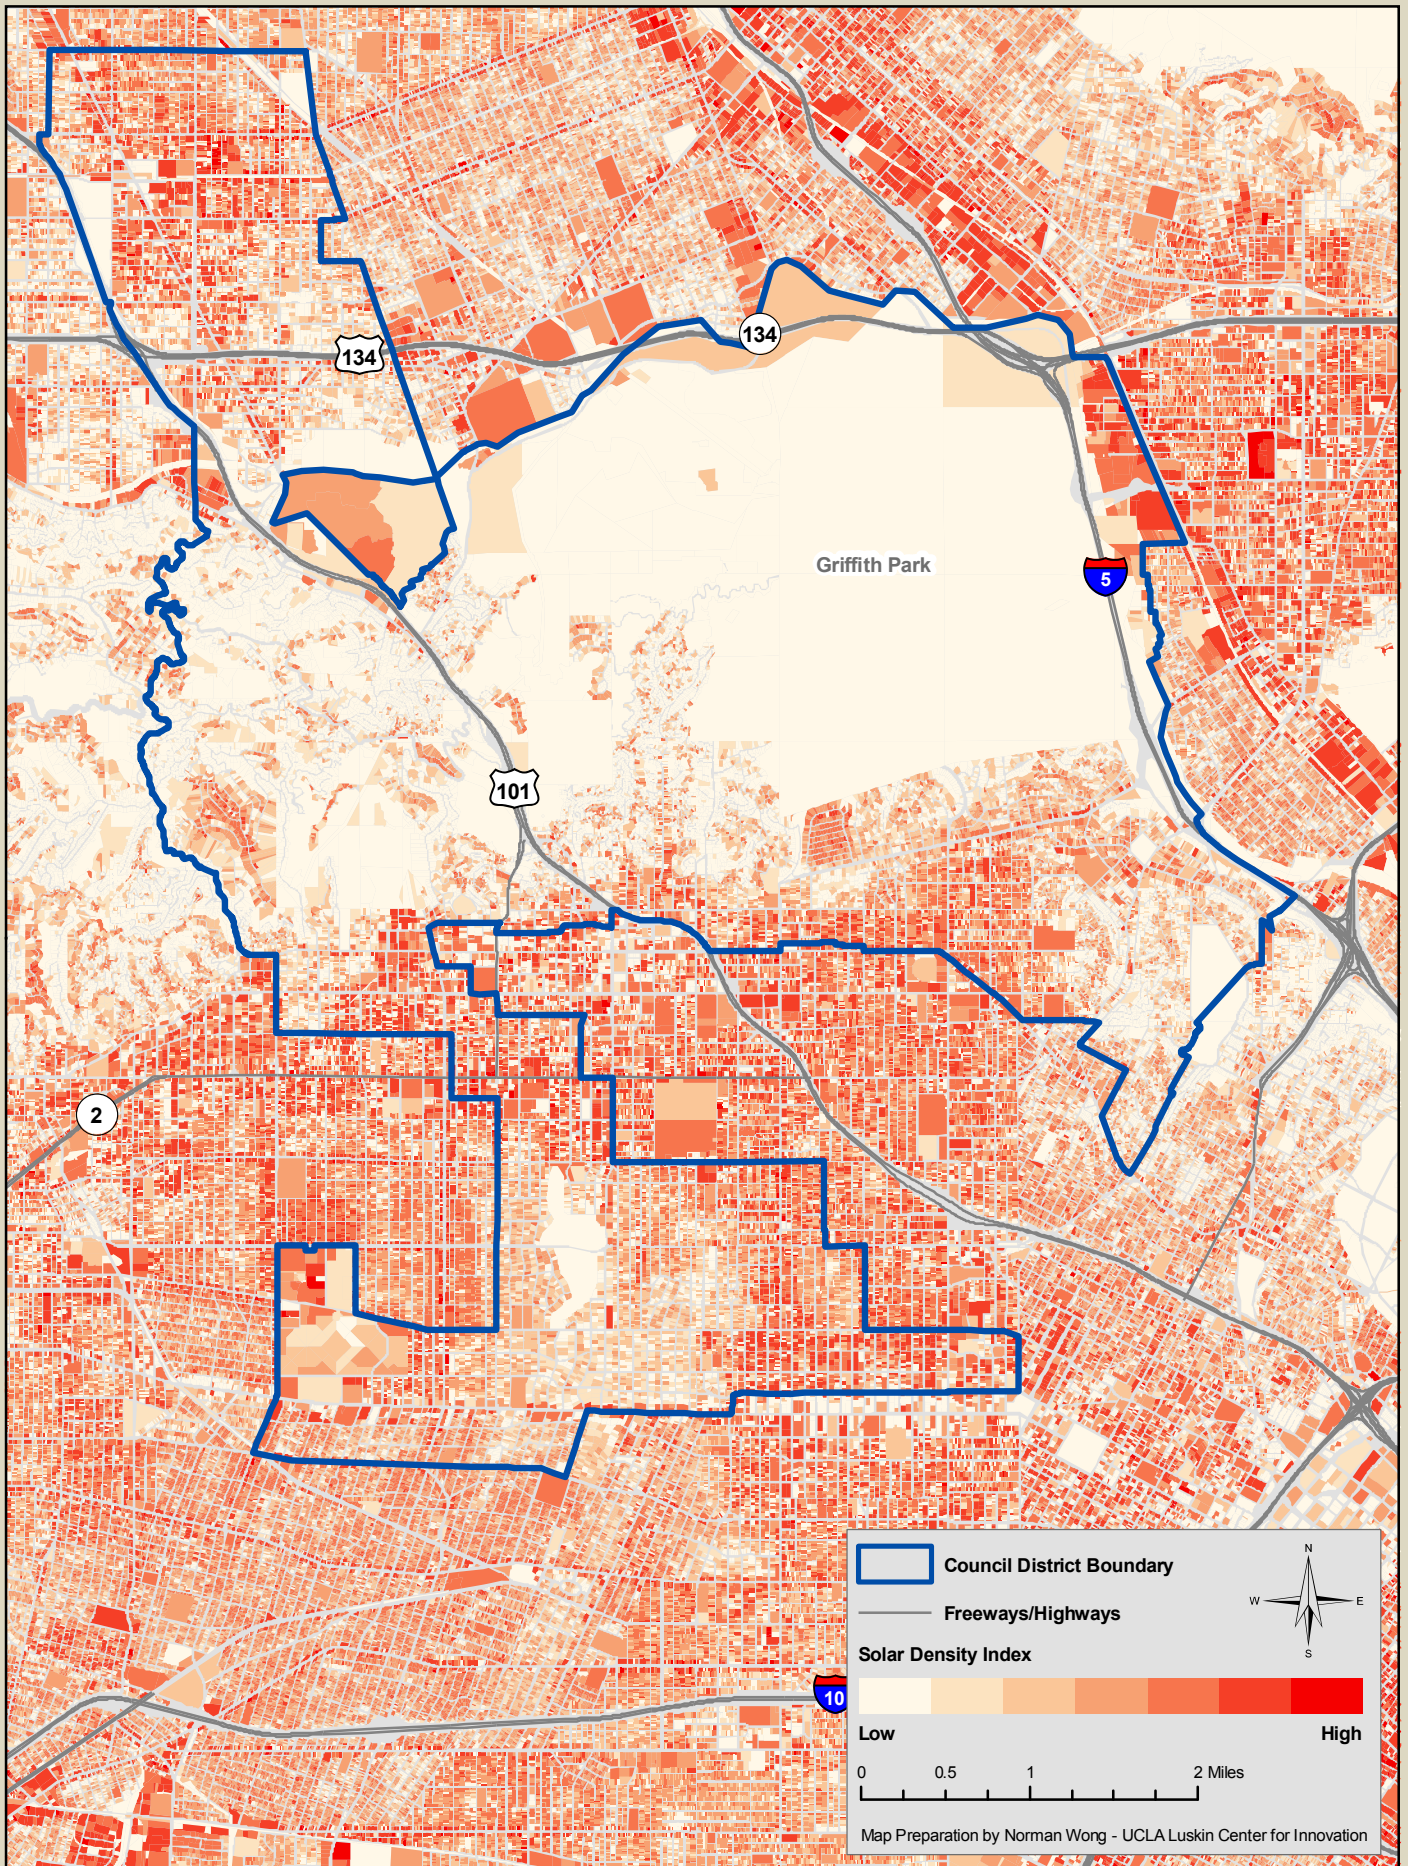 134
134
Griffith Park
5
101
2
10
Council District Boundary
Freeways/Highways
N
W E
S
Solar Density Index
Low High
0 0.5 1 2 Miles
Map Preparation by Norman Wong - UCLA Luskin Center for Innovation